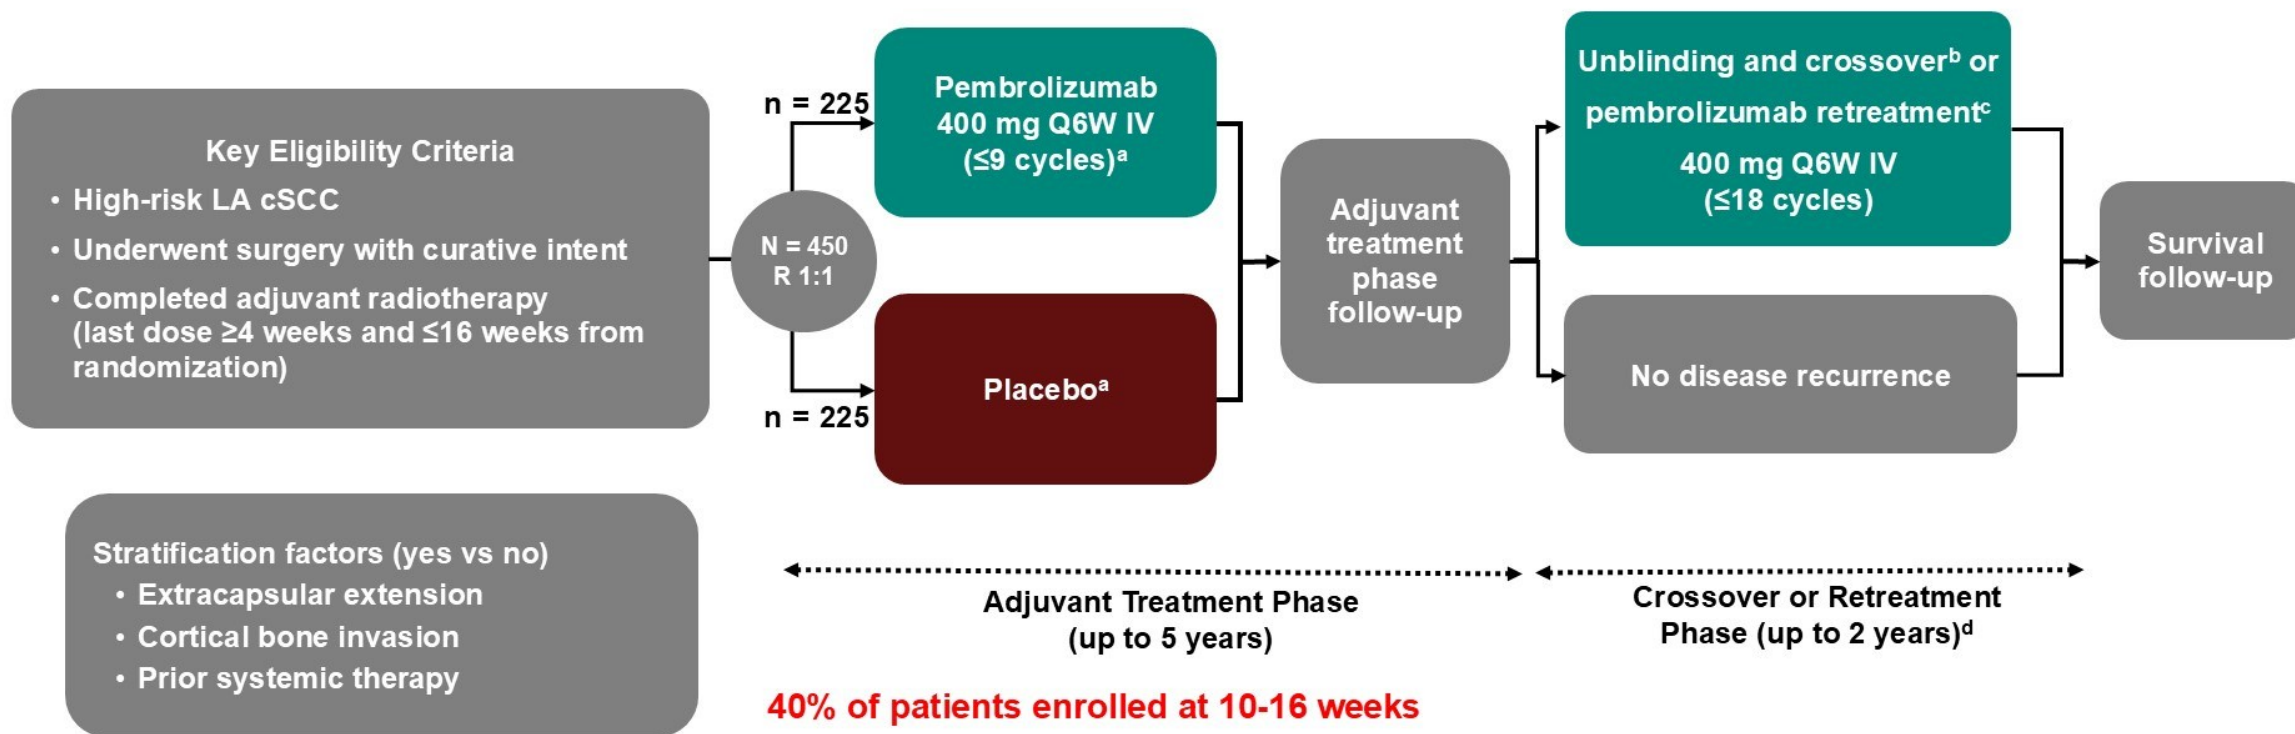 Key Eligibility Criteria
• High-risk LA cSCC
• Underwent surgery with curative intent
• Completed adjuvant radiotherapy
(last dose ≥4 weeks and ≤16 weeks from
randomization)
Stratification factors (yes vs no)
• Extracapsular extension
• Cortical bone invasion
• Prior systemic therapy
N = 450
R 1:1
n = 225
Pembrolizumab
400 mg Q6W IV
(≤9 cycles)ᵃ
n = 225
Placeboᵃ
Adjuvant
treatment
phase
follow-up
Unblinding and crossoverᵇ or
pembrolizumab retreatmentᶜ
400 mg Q6W IV
(≤18 cycles)
No disease recurrence
Survival
follow-up
Adjuvant Treatment Phase
(up to 5 years)
Crossover or Retreatment
Phase (up to 2 years)ᵈ
40% of patients enrolled at 10-16 weeks